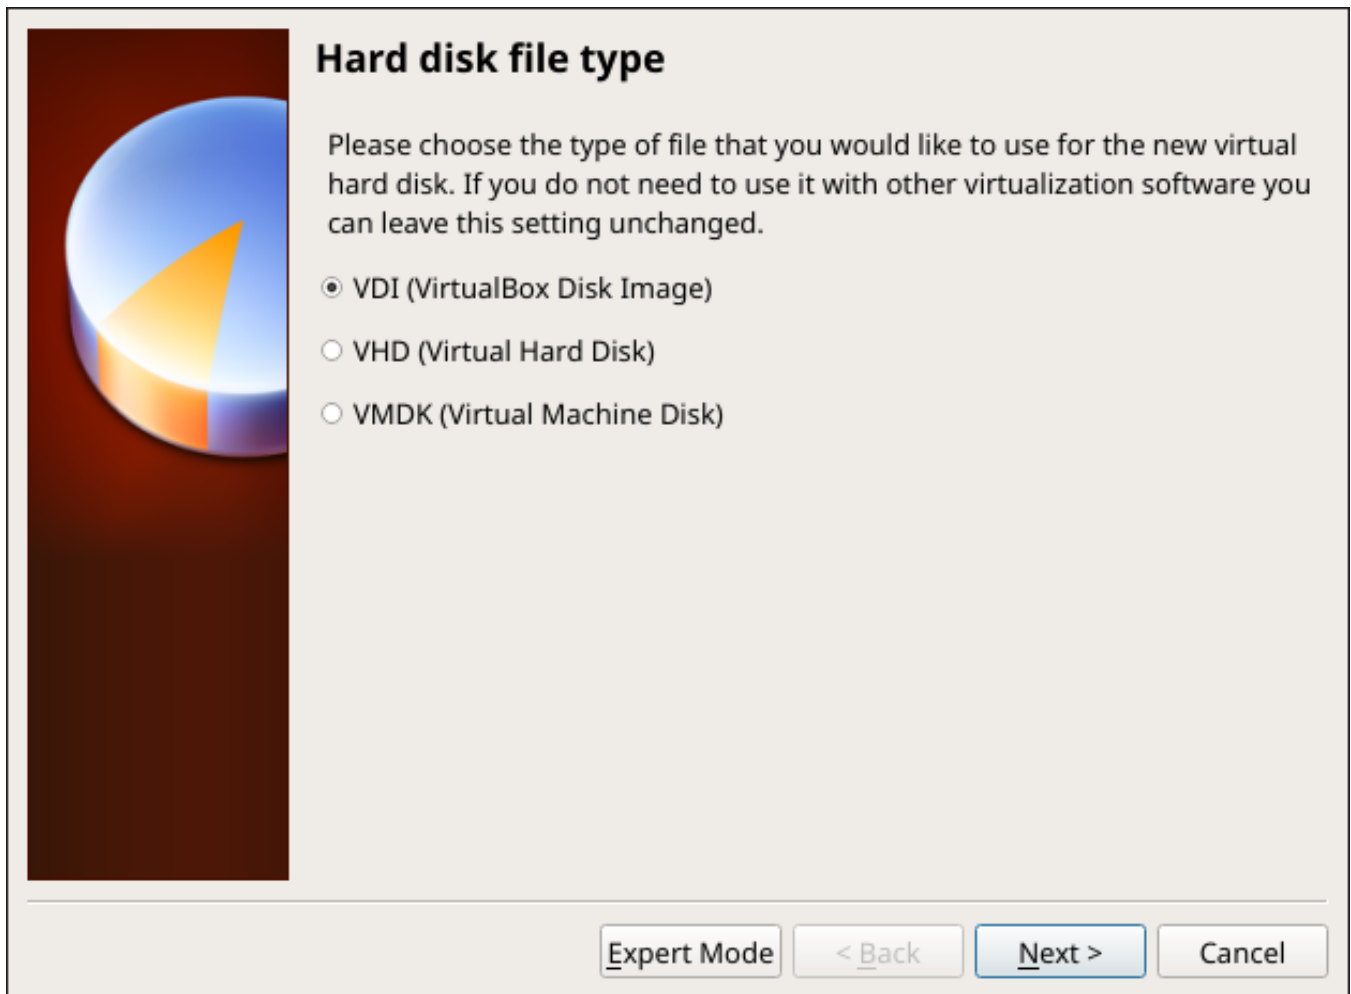 Hard disk file type
Please choose the type of file that you would like to use for the new virtual
hard disk. If you do not need to use it with other virtualization software you
can leave this setting unchanged.
VDI (VirtualBox Disk Image)
VHD (Virtual Hard Disk)
VMDK (Virtual Machine Disk)
Expert Mode
< Back
Next >
Cancel